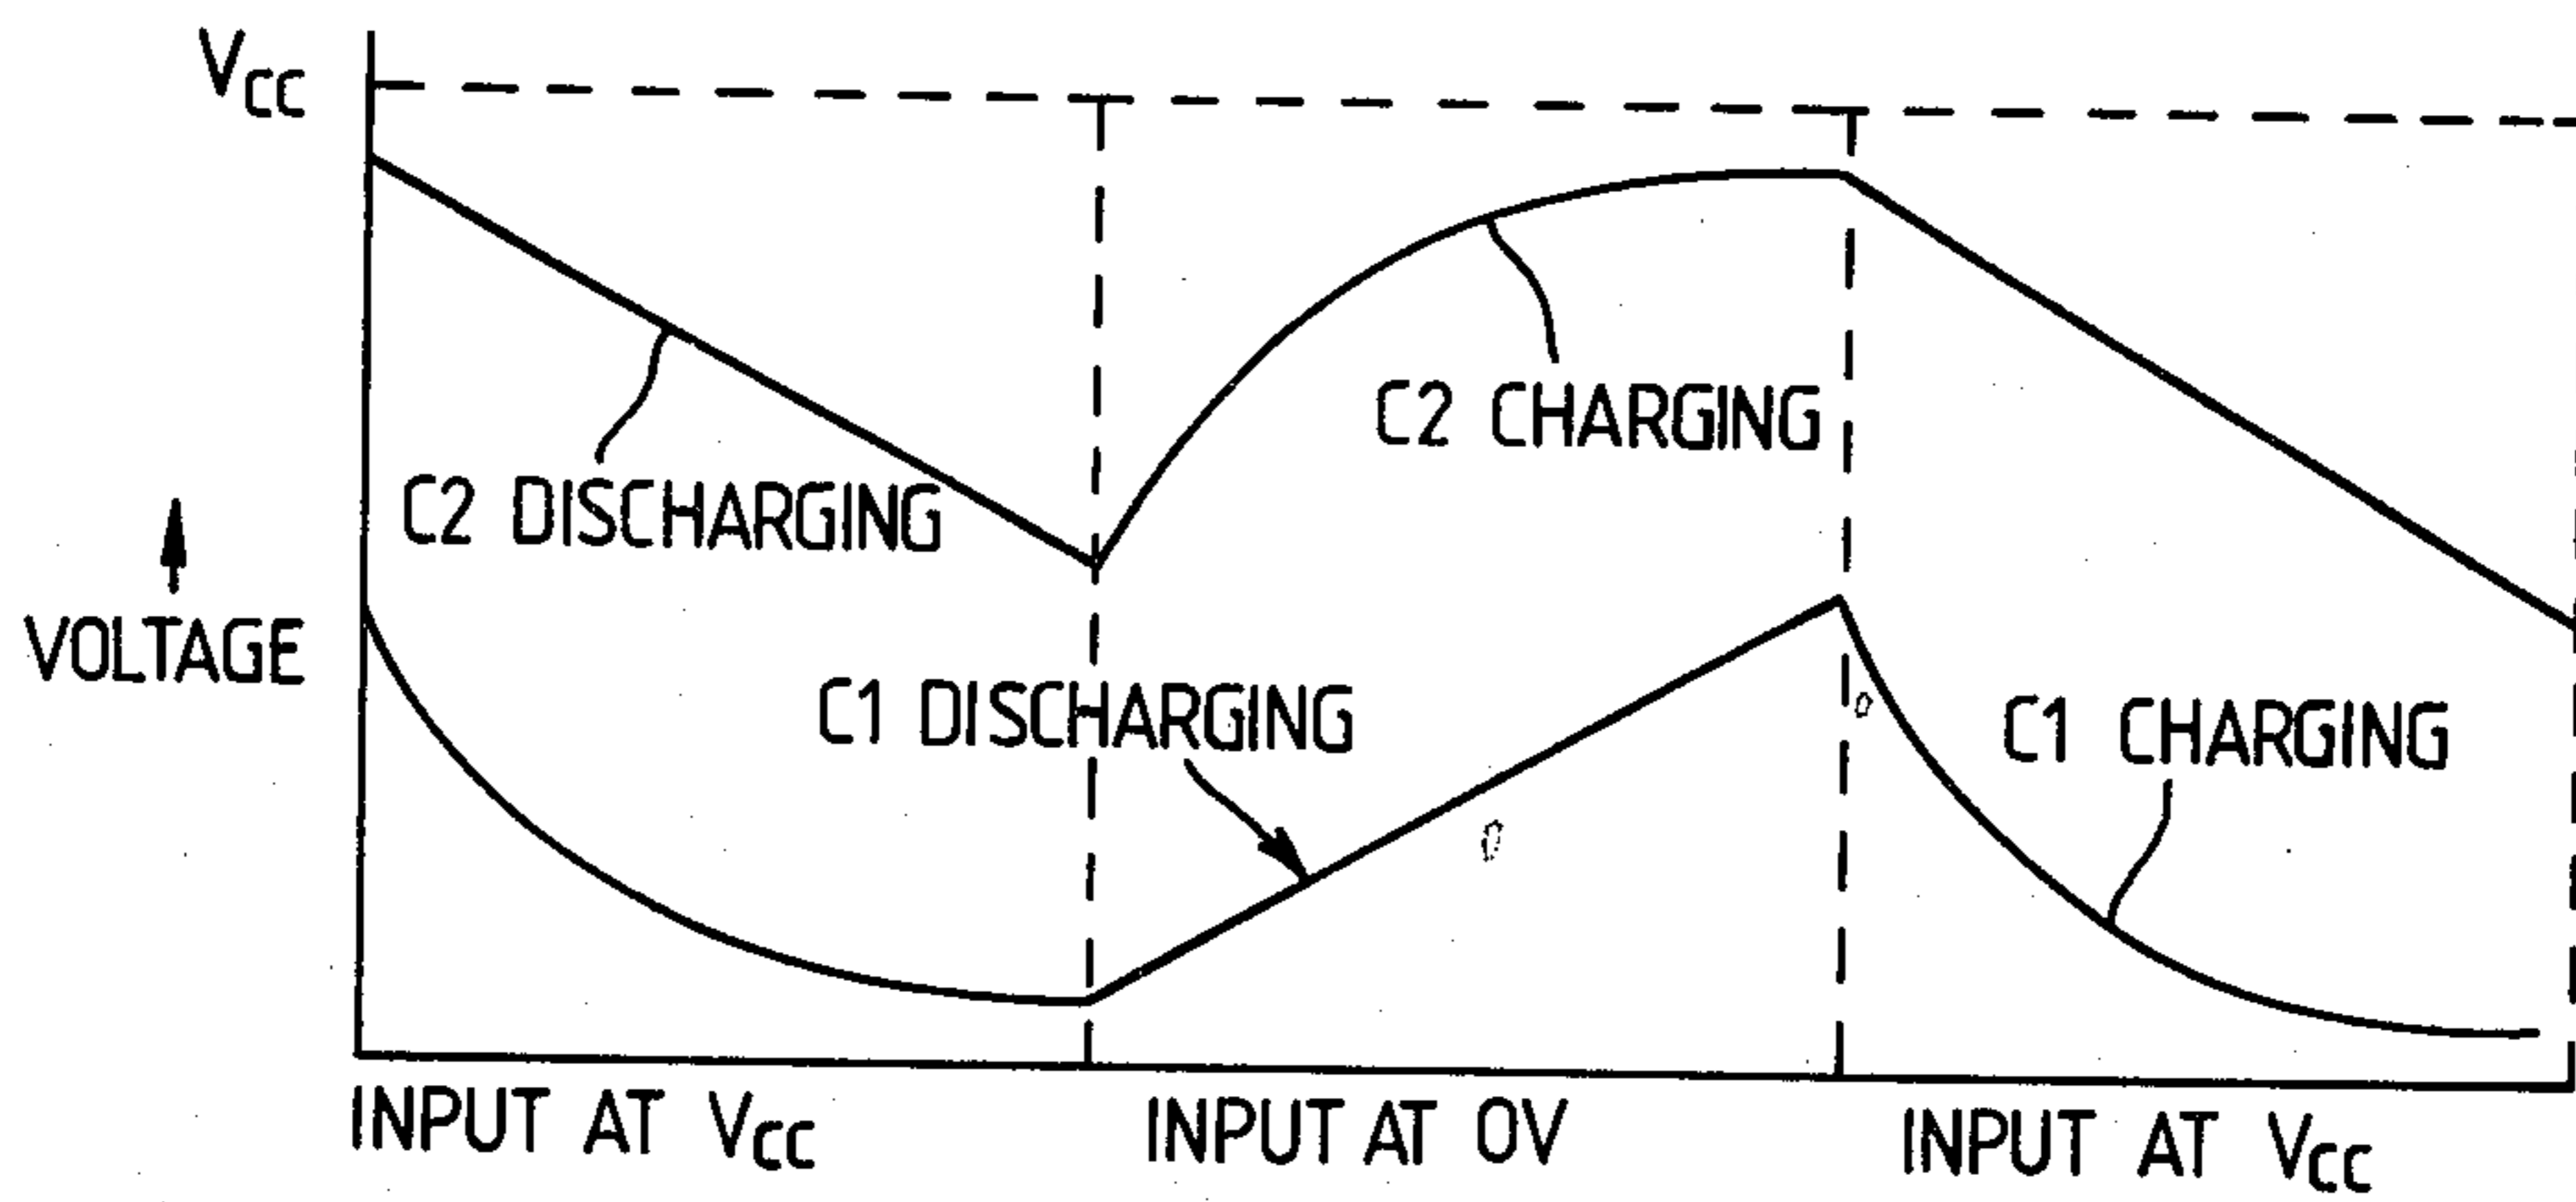 VCC
C2 CHARGING
C2 DISCHARGING
VOLTAGE
C1 DISCHARGING
C1 CHARGING
INPUT AT VCC
INPUT AT 0V
INPUT AT VCC